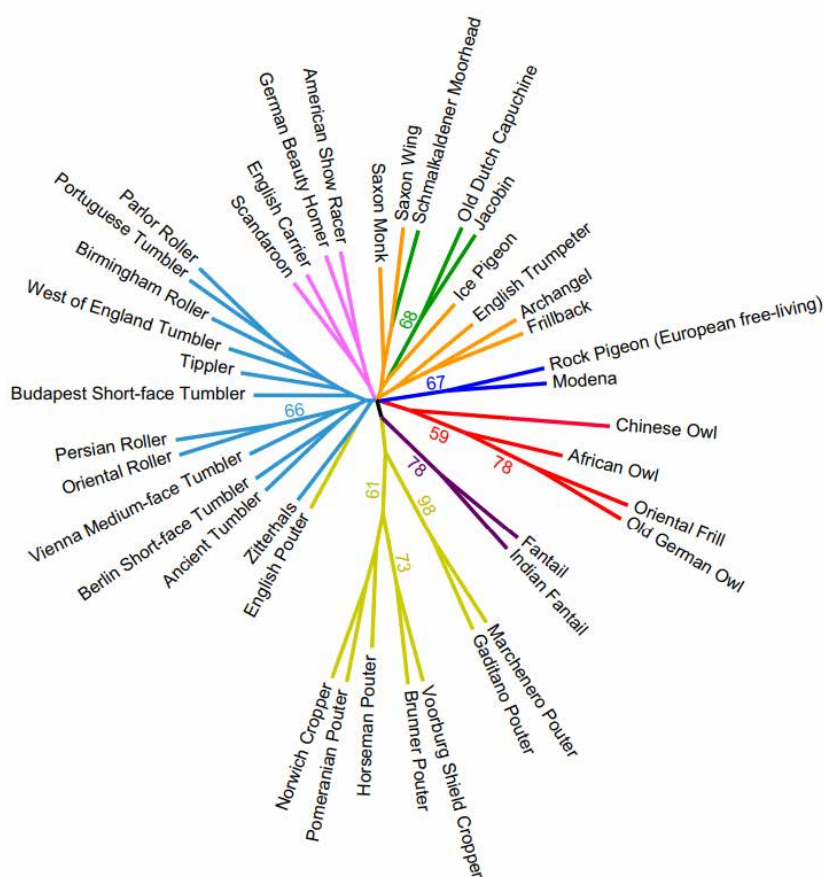 Schmalkaldener Moorhead
Saxon Wing
Saxon Monk
Old Dutch Capuchine
Jacobin
American Show Racer
German Beauty Homer
English Carrier
Scandaroon
Parlor Roller
Portuguese Tumbler
Birmingham Roller
West of England Tumbler
Tippler
Budapest Short-face Tumbler
Persian Roller
Oriental Roller
Vienna Medium-face Tumbler
Berlin Short-face Tumbler
Ancient Tumbler
Zitterhals
English Pouter
Ice Pigeon
English Trumpeter
Archangel
Frillback
Rock Pigeon (European free-living)
Modena
Chinese Owl
African Owl
Oriental Frill
Old German Owl
Fantail
Indian Fantail
Marchenero Pouter
Gaditano Pouter
Voorburg Shield Cropper
Brunner Pouter
Horseman Pouter
Pomeranian Pouter
Norwich Cropper
68
67
66
59
78
78
98
61
73